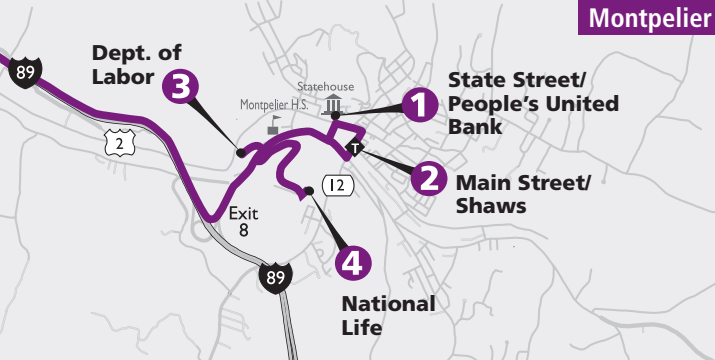 Montpelier
89
Dept. of
Labor
3
Statehouse
Montpelier H.S.
1
State Street/
People's United
Bank
2
T
2
Main Street/
Shaws
12
Exit
8
4
89
National
Life